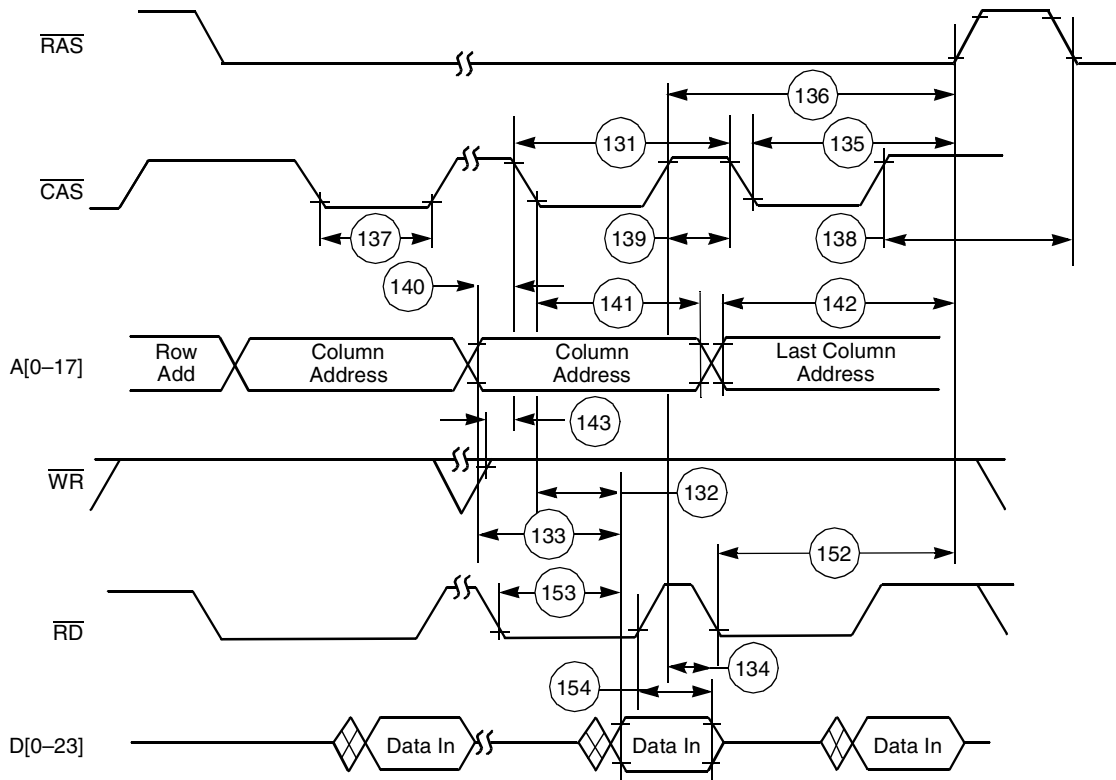 RAS
136
131
135
CAS
137
139
138
140
141
142
A[0–17]
Row
Add
Column
Address
Column
Address
Last Column
Address
143
WR
132
133
152
153
RD
134
154
D[0–23]
Data In
Data In
Data In